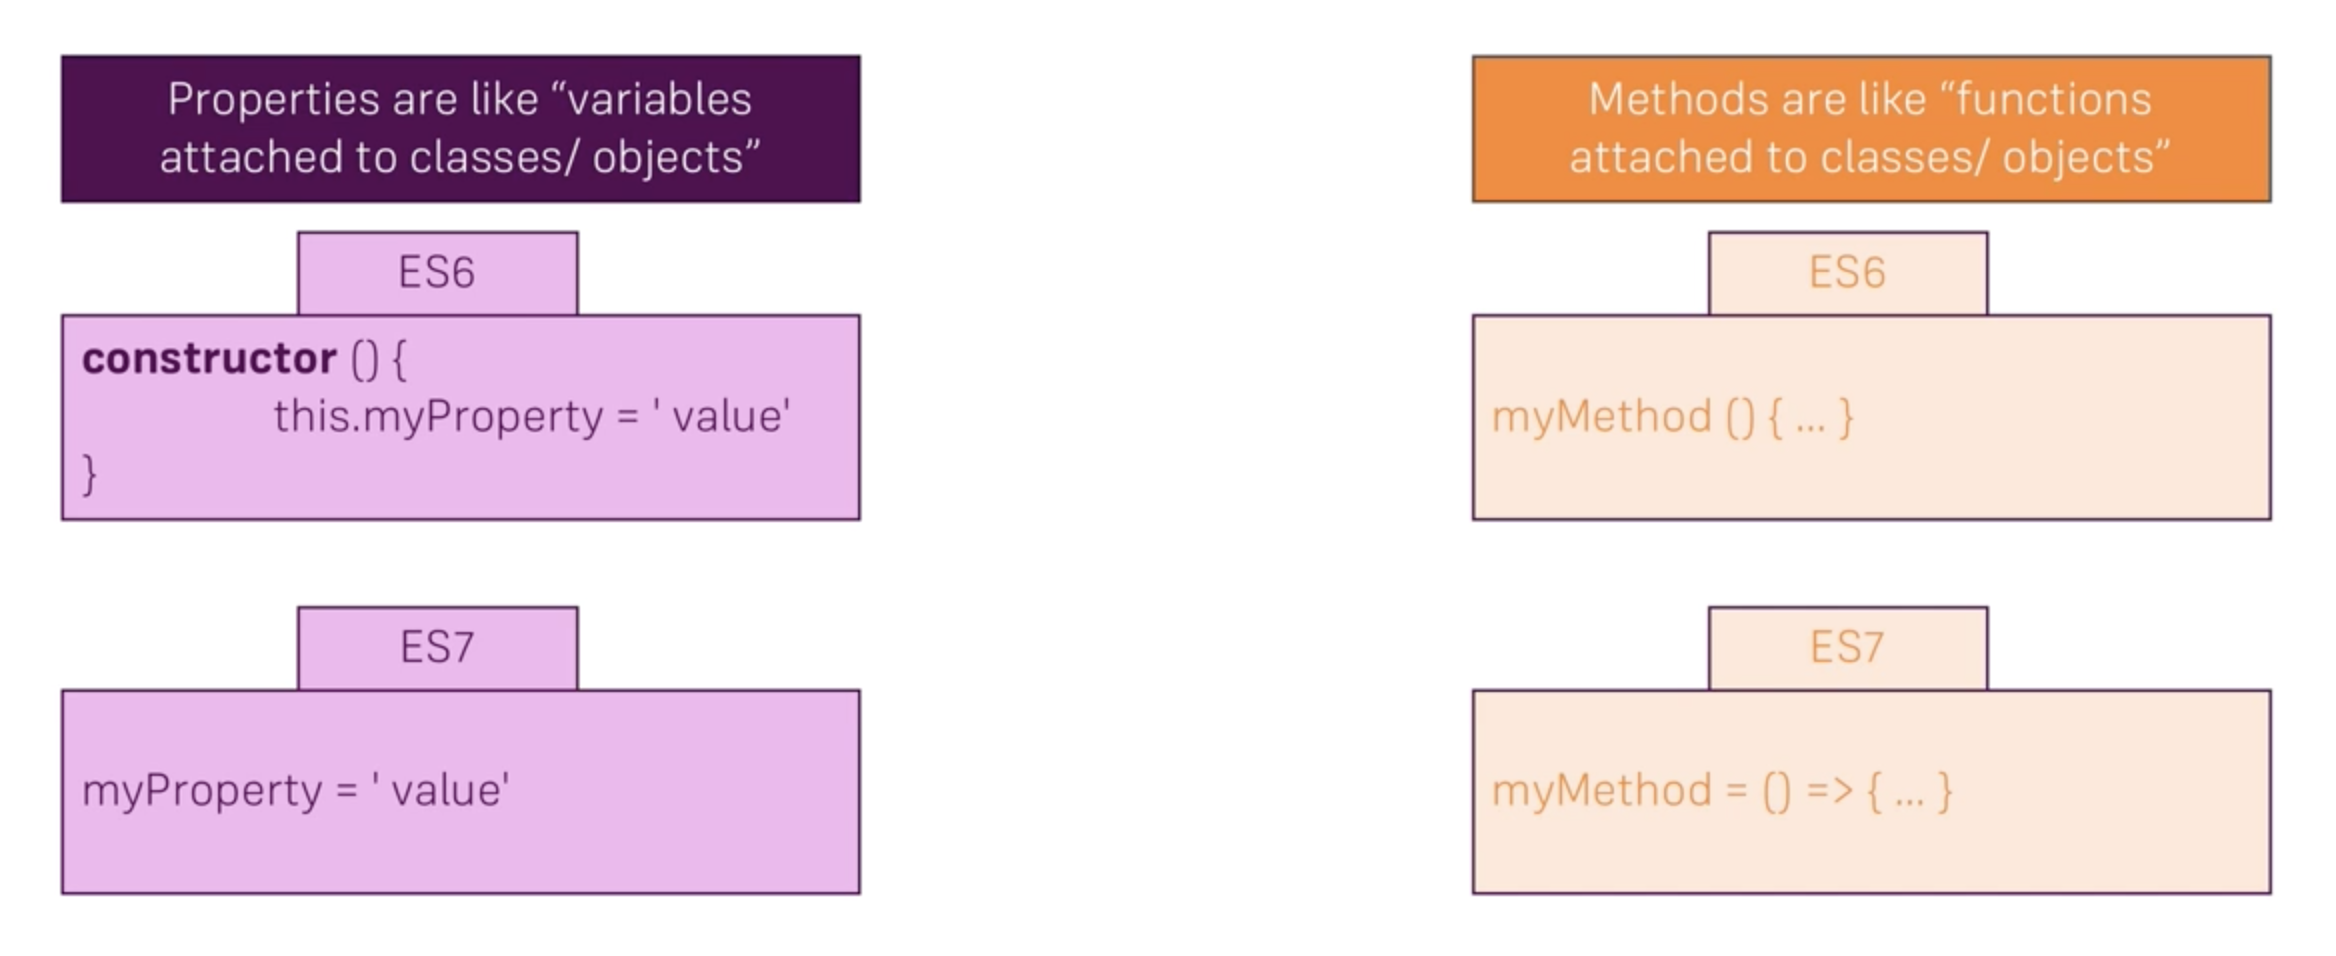 Properties are like “variables
attached to classes/ objects”
ES6
constructor () {
this.myProperty = ' value'
}
ES7
myProperty = ' value'
Methods are like “functions
attached to classes/ objects”
ES6
myMethod () { ... }
ES7
myMethod = () => { ... }